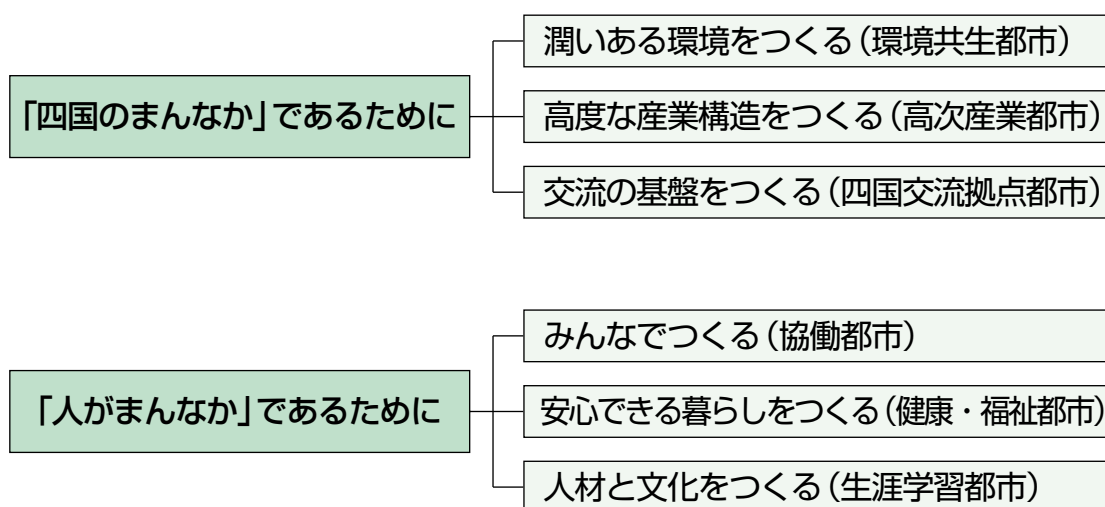 「四国のまんなか」であるために
潤いある環境をつくる(環境共生都市)
高度な産業構造をつくる(高次産業都市)
交流の基盤をつくる(四国交流拠点都市)
「人がまんなか」であるために
みんなでつくる(協働都市)
安心できる暮らしをつくる(健康・福祉都市)
人材と文化をつくる(生涯学習都市)